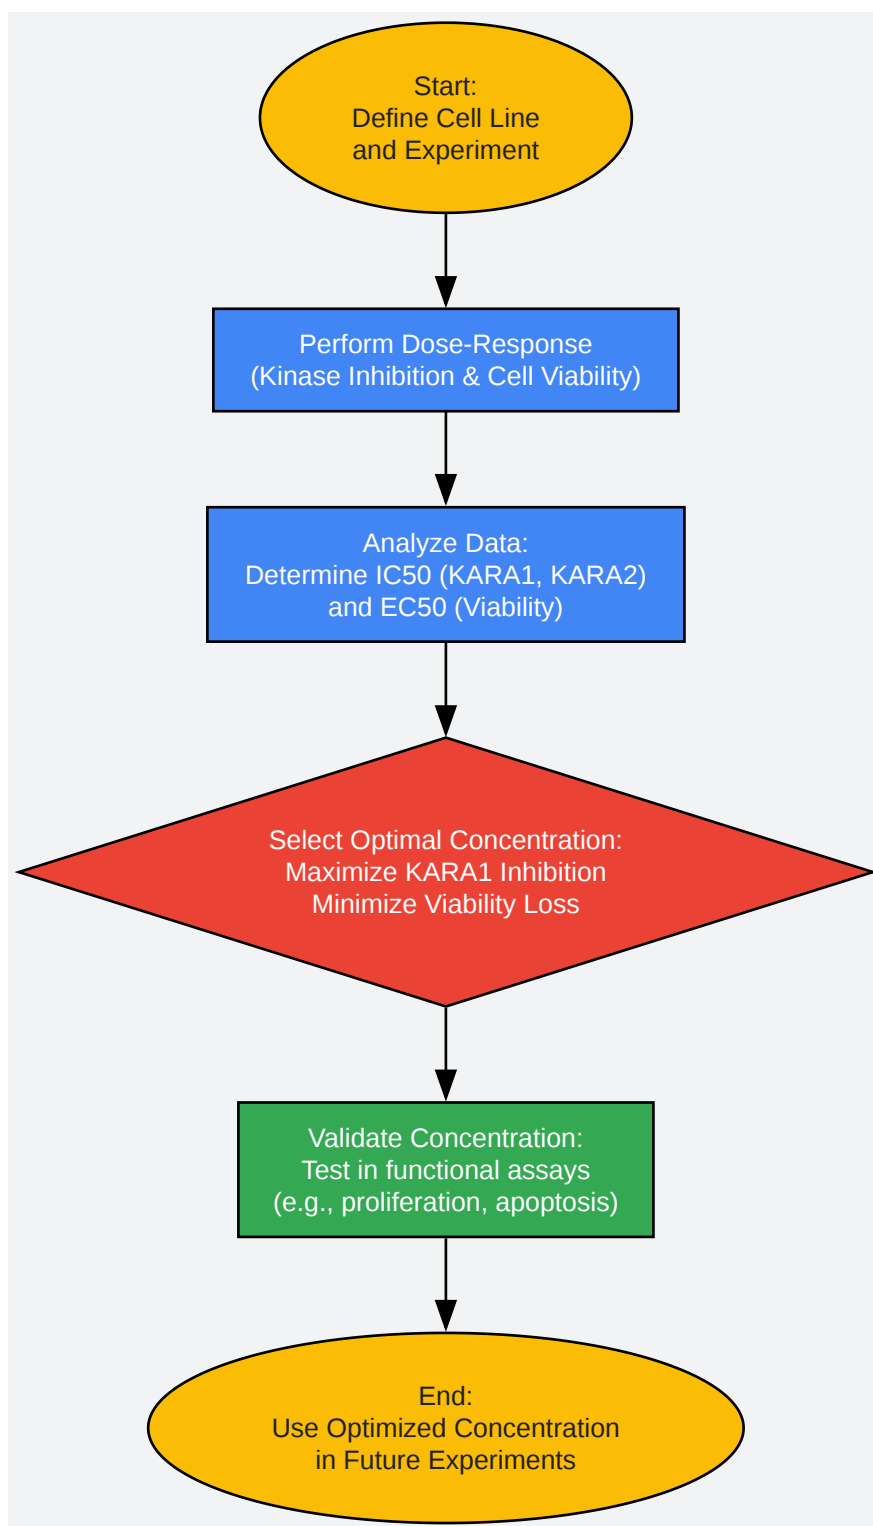 Start:
Define Cell Line
and Experiment
Perform Dose-Response
(Kinase Inhibition & Cell Viability)
Analyze Data:
Determine IC50 (KARA1, KARA2)
and EC50 (Viability)
Select Optimal Concentration:
Maximize KARA1 Inhibition
Minimize Viability Loss
Validate Concentration:
Test in functional assays
(e.g., proliferation, apoptosis)
End:
Use Optimized Concentration
in Future Experiments